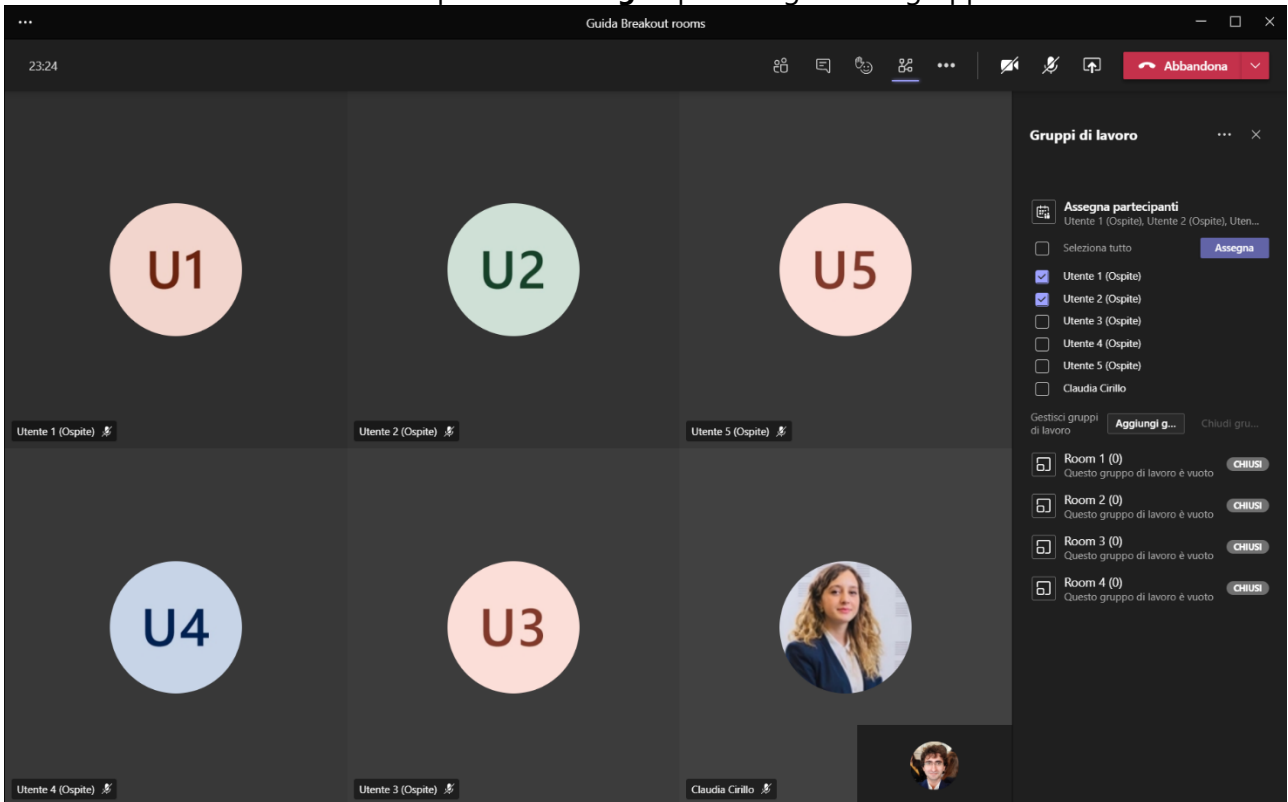 Guida Breakout rooms
23:24
Abbandona
U1
U2
U5
Utente 1 (Ospite)
Utente 2 (Ospite)
Utente 5 (Ospite)
U4
U3
Utente 4 (Ospite)
Utente 3 (Ospite)
Claudia Cirillo
Gruppi di lavoro
Assegna partecipanti
Utente 1 (Ospite), Utente 2 (Ospite), Uten...
Seleziona tutto
Assegna
Utente 1 (Ospite)
Utente 2 (Ospite)
Utente 3 (Ospite)
Utente 4 (Ospite)
Utente 5 (Ospite)
Claudia Cirillo
Gestisci gruppi
di lavoro
Aggiungi g...
Chiudi gru...
Room 1 (0)
Questo gruppo di lavoro è vuoto
CHIUSI
Room 2 (0)
Questo gruppo di lavoro è vuoto
CHIUSI
Room 3 (0)
Questo gruppo di lavoro è vuoto
CHIUSI
Room 4 (0)
Questo gruppo di lavoro è vuoto
CHIUSI